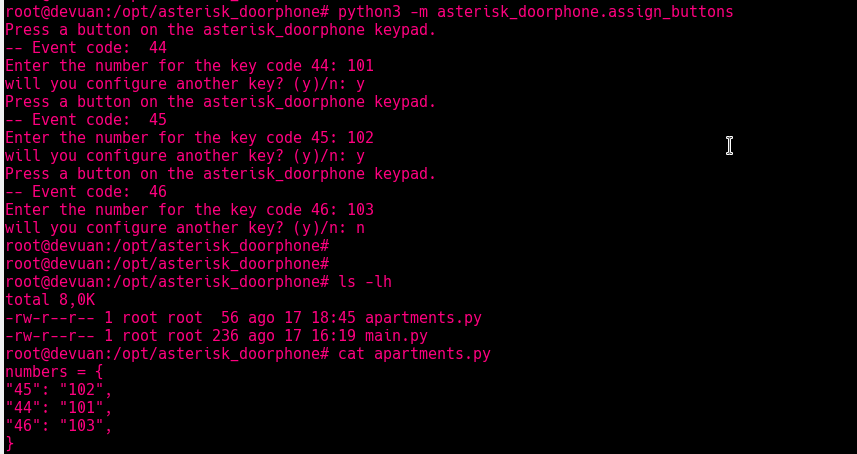 root@devuan:/opt/asterisk_doorphone# python3 -m asterisk_doorphone.assign_buttons
Press a button on the asterisk_doorphone keypad.
-- Event code:  44
Enter the number for the key code 44: 101
will you configure another key? (y)/n: y
Press a button on the asterisk_doorphone keypad.
-- Event code:  45
Enter the number for the key code 45: 102
will you configure another key? (y)/n: y
Press a button on the asterisk_doorphone keypad.
-- Event code:  46
Enter the number for the key code 46: 103
will you configure another key? (y)/n: n
root@devuan:/opt/asterisk_doorphone#
root@devuan:/opt/asterisk_doorphone#
root@devuan:/opt/asterisk_doorphone# ls -lh
total 8,0K
-rw-r--r-- 1 root root  56 ago 17 18:45 apartments.py
-rw-r--r-- 1 root root 236 ago 17 16:19 main.py
root@devuan:/opt/asterisk_doorphone# cat apartments.py
numbers = {
"45": "102",
"44": "101",
"46": "103",
}